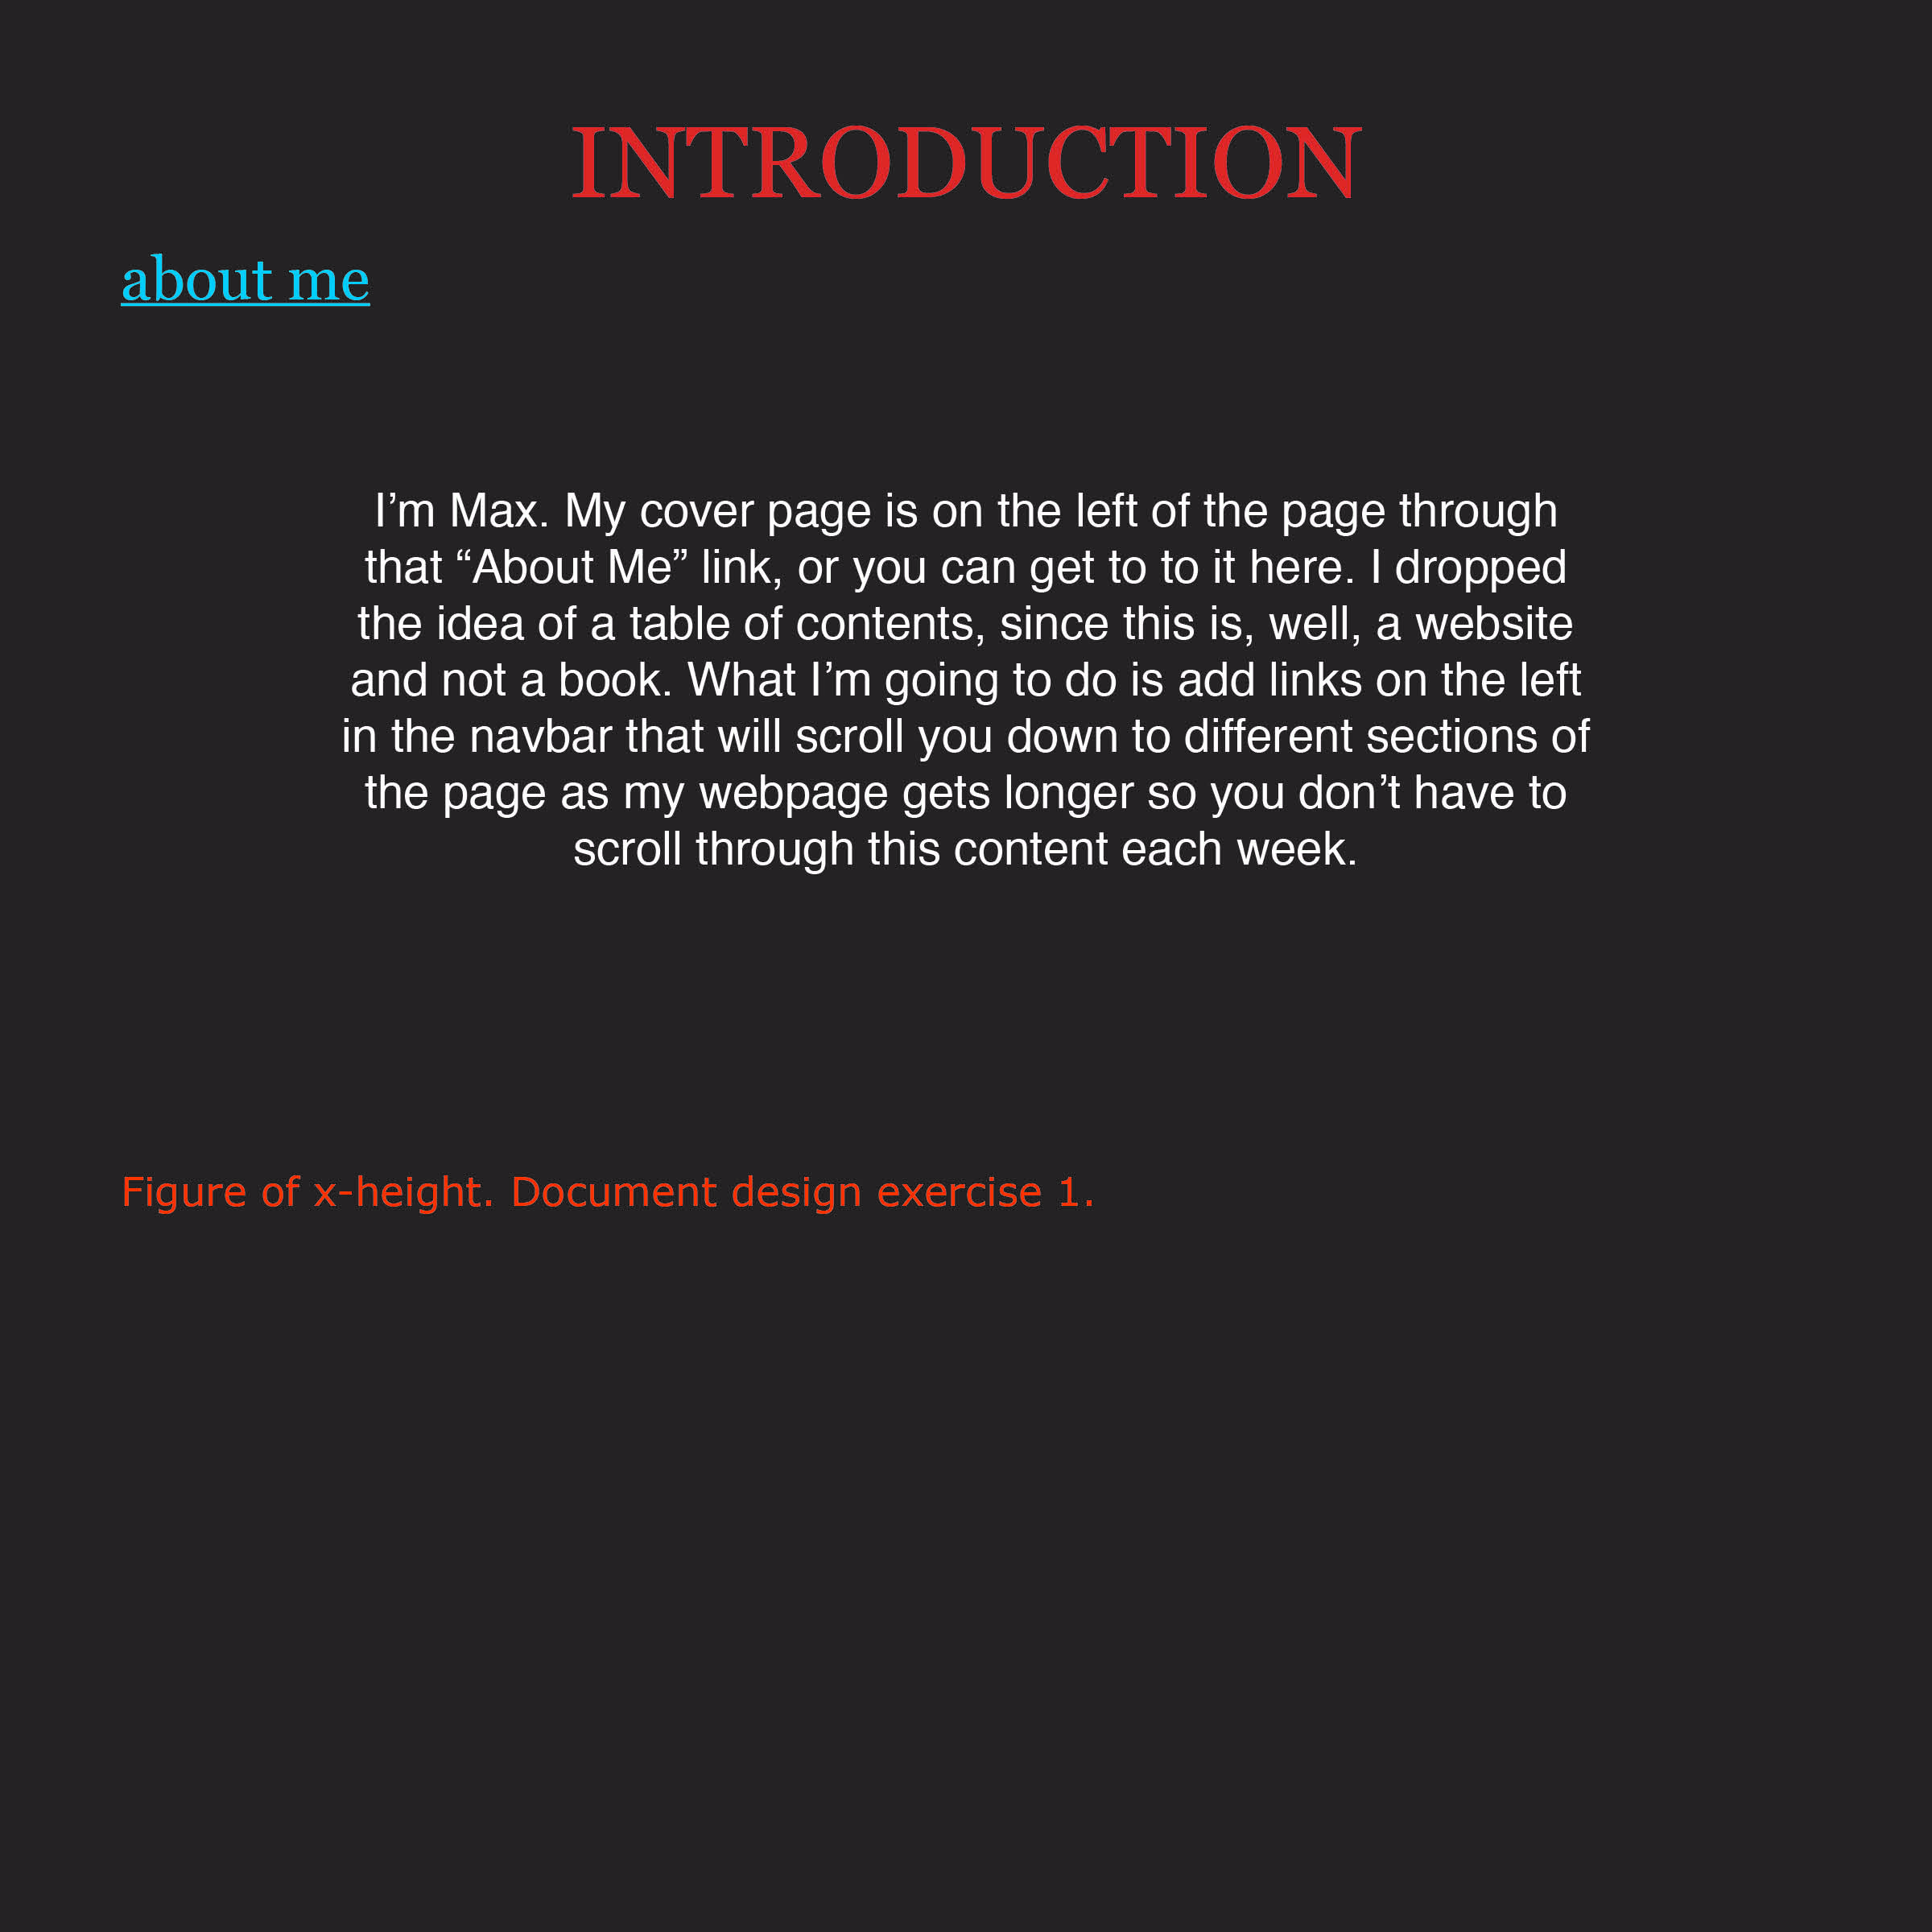 INTRODUCTION
about me
I’m Max. My cover page is on the left of the page through
that “About Me” link, or you can get to to it here. I dropped
the idea of a table of contents, since this is, well, a website
and not a book. What I’m going to do is add links on the left
in the navbar that will scroll you down to different sections of
the page as my webpage gets longer so you don’t have to
scroll through this content each week.
Figure of x-height. Document design exercise 1.